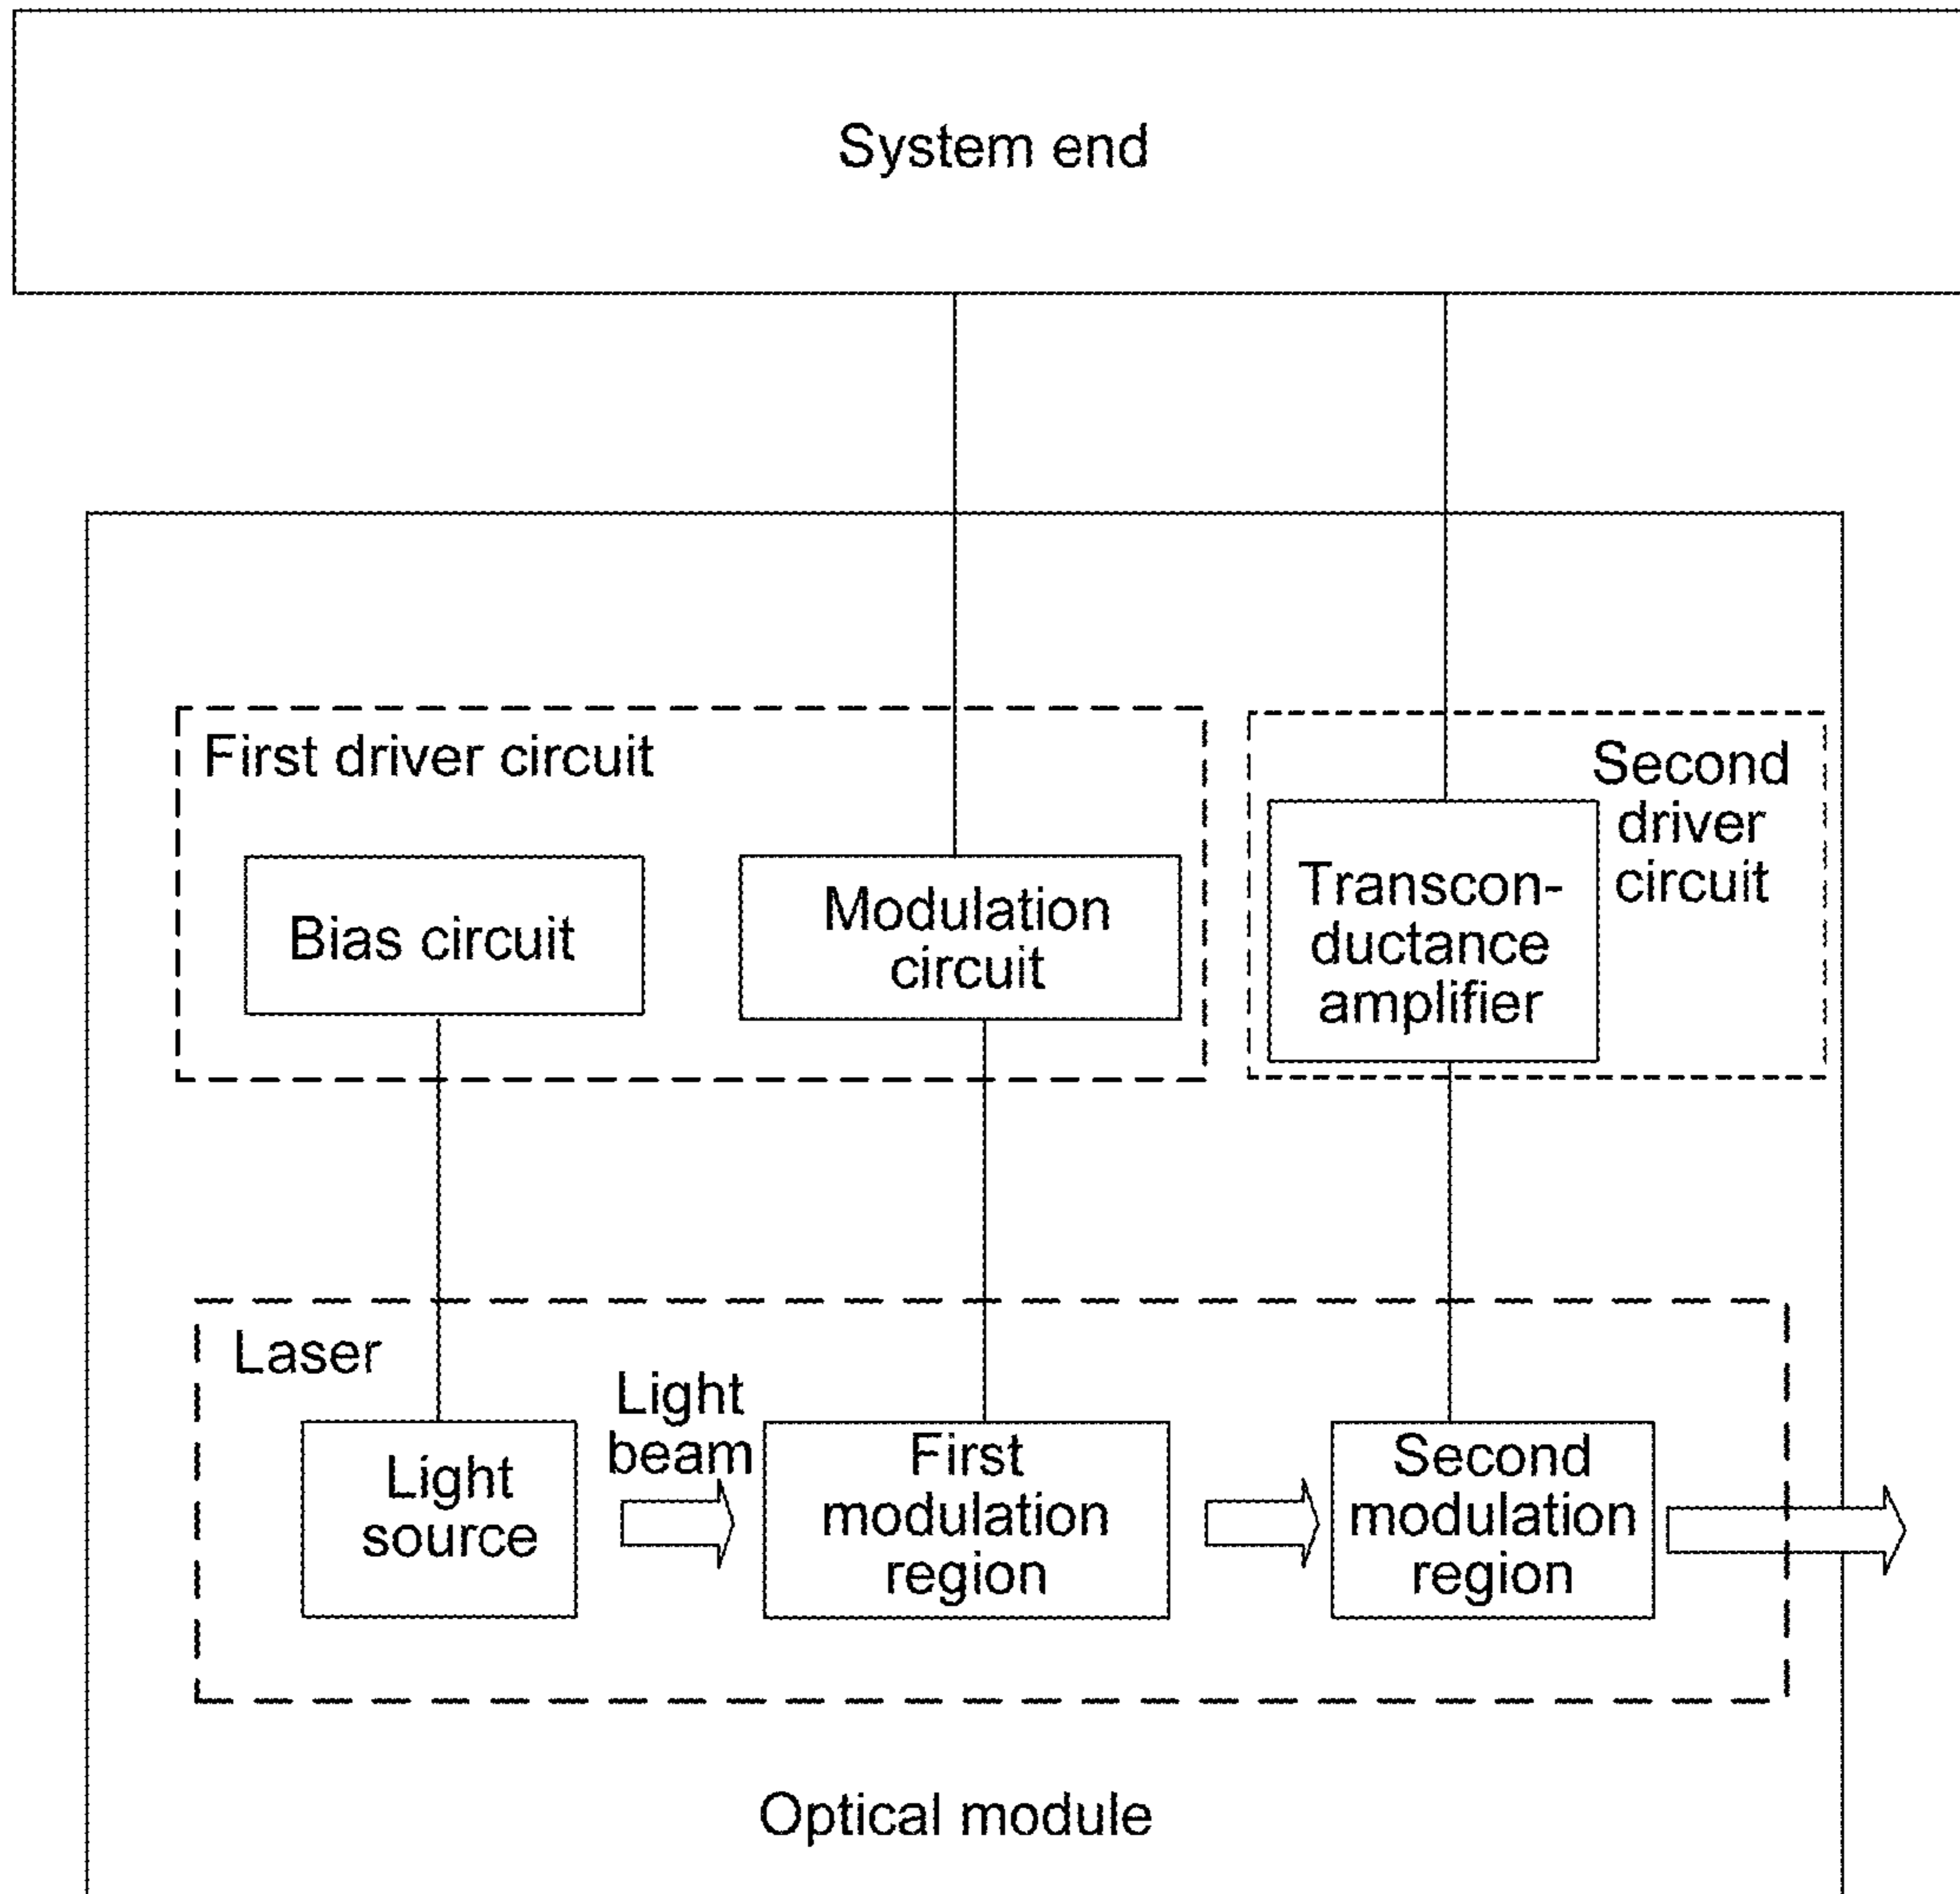 System end
First driver circuit
Second
driver
circuit
Bias circuit
Modulation
circuit
Transcon-
ductance
amplifier
Laser
Light
beam
Light
source
First
modulation
region
Second
modulation
region
Optical module